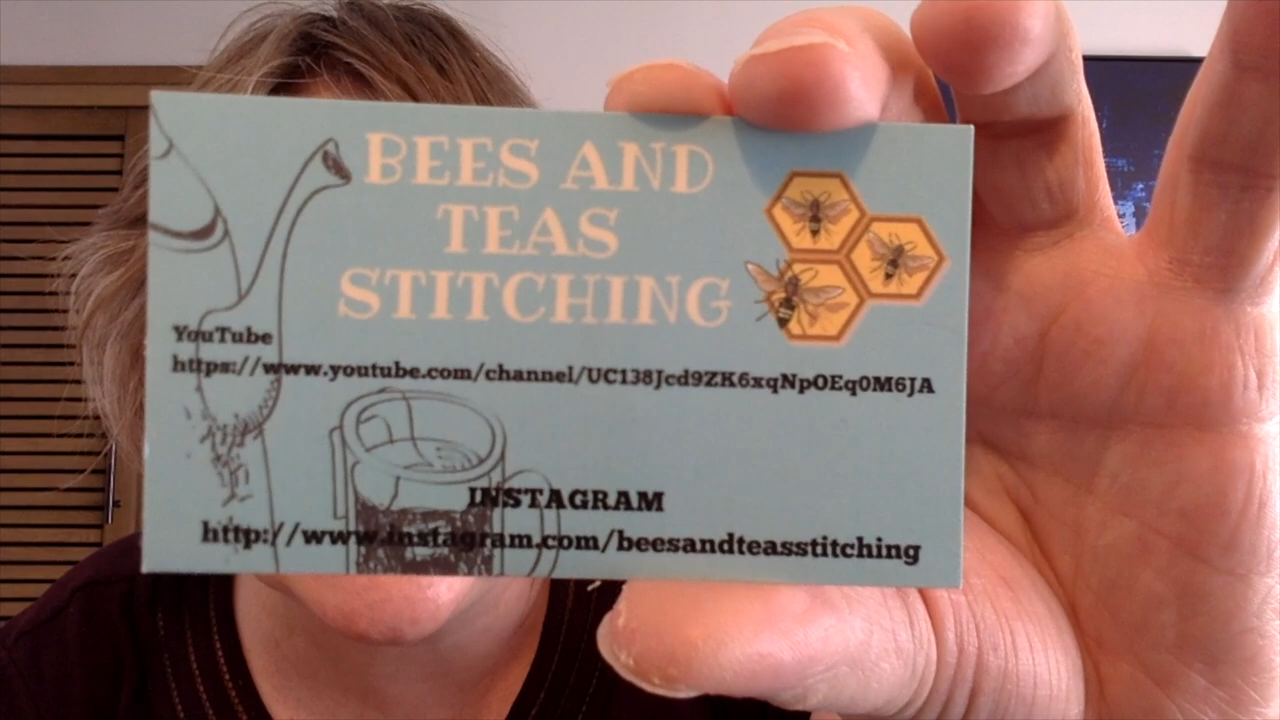 BEES AND
TEAS
STITCHING
YouTube
https://www.youtube.com/channel/UC138Jcd9ZK6xqNpOEq0M6JA
INSTAGRAM
http://www.instagram.com/beesandteasstitching